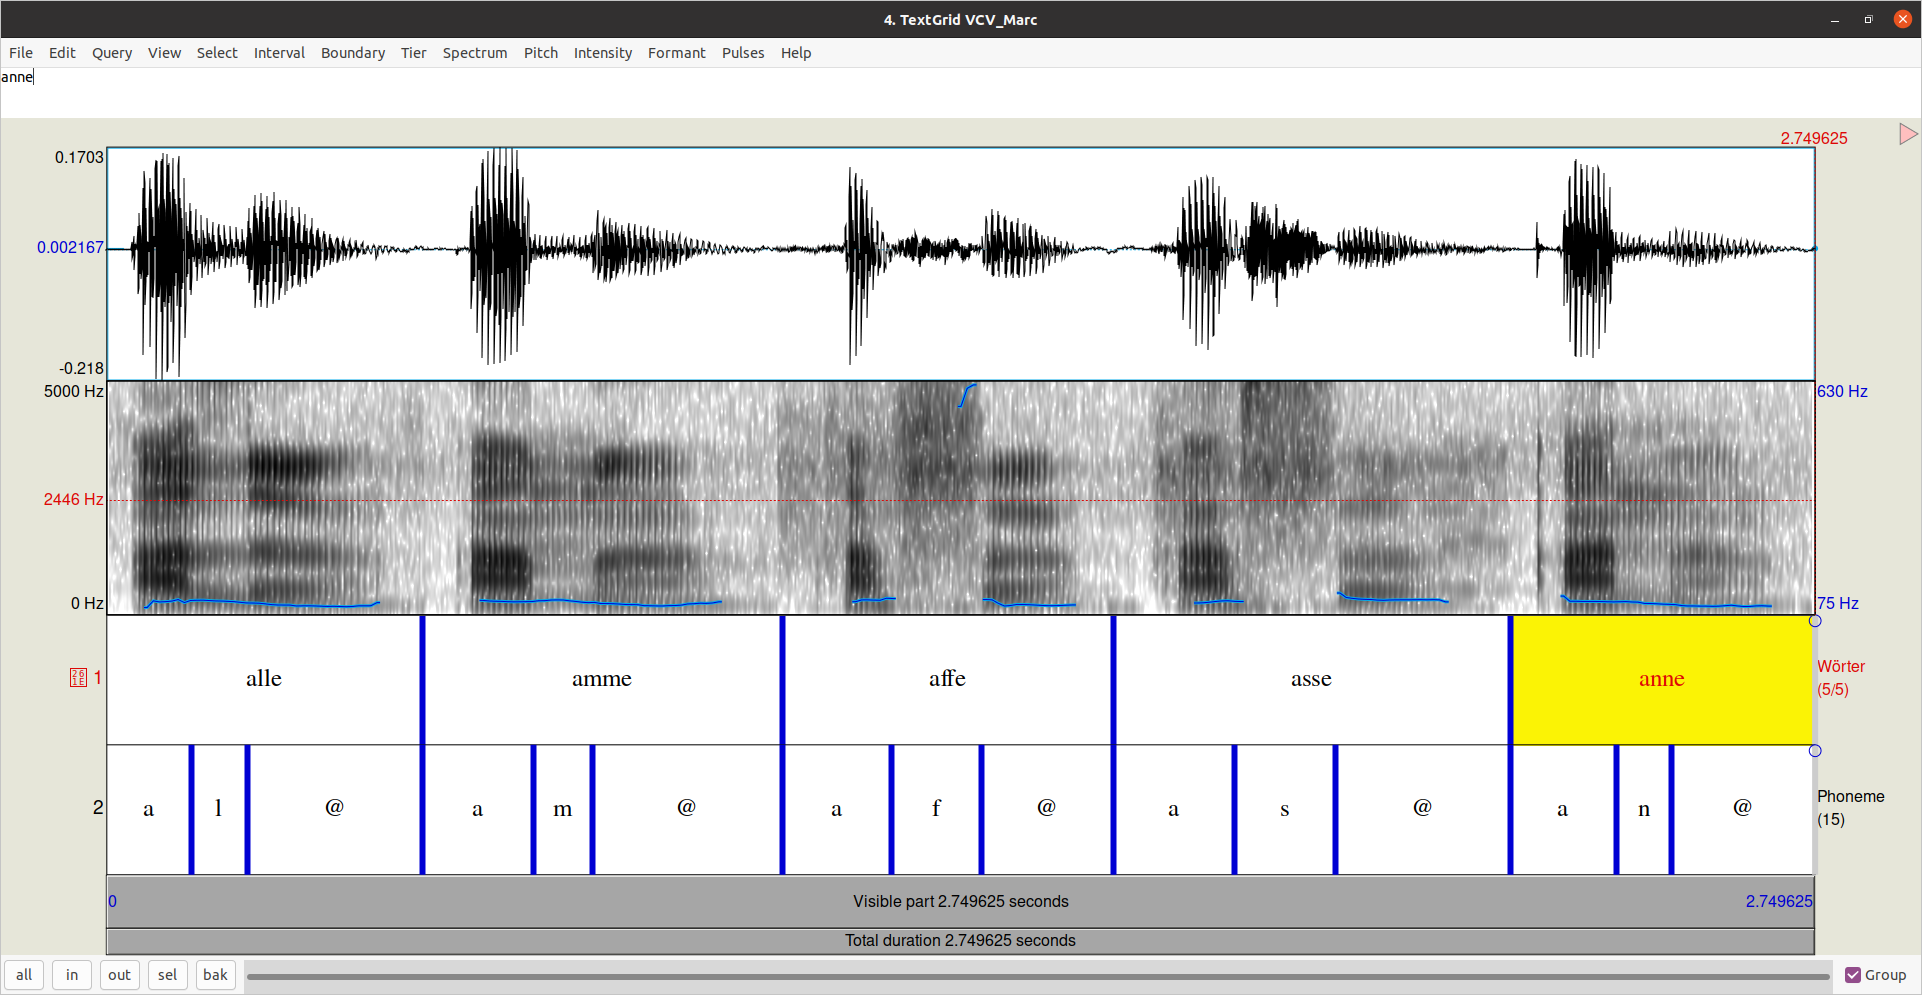 4. TextGrid VCV_Marc
File Edit Query View Select Interval Boundary Tier Spectrum Pitch Intensity Formant Pulses Help
anne
2.749625
0.1703
0.002167
-0.218
5000 Hz 630 Hz
2446 Hz
0 Hz 75 Hz
261E 1 alle amme affe asse anne Wörter
(5/5)
2 a l @ a m @ a f @ a s @ a n @ Phoneme
(15)
0 Visible part 2.749625 seconds 2.749625
Total duration 2.749625 seconds
all in out sel bak Group